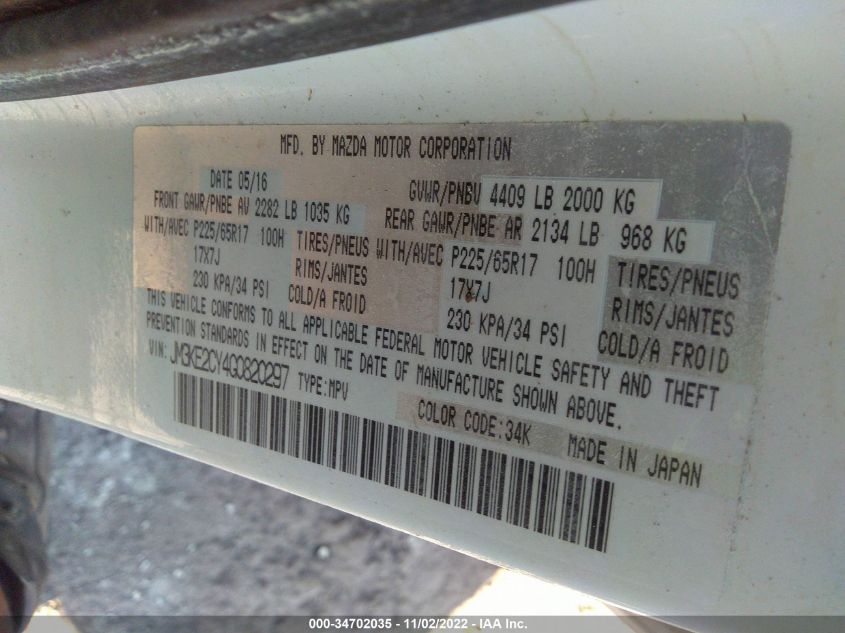 MFD. BY MAZDA MOTOR CORPORATION
DATE 05/16 GVWR/PNBV 4409 LB 2000 KG
FRONT GAWR/PNBE AV 2282 LB 1035 KG REAR GAWR/PNBE AR 2134 LB 968 KG
WITH/AVEC P225/65R17 100H TIRES/PNEUS WITH/AVEC P225/65R17 100H TIRES/PNEUS
17X7J RIMS/JANTES 17X7J RIMS/JANTES
230 KPA/34 PSI COLD/A FROID 230 KPA/34 PSI COLD/A FROID
THIS VEHICLE CONFORMS TO ALL APPLICABLE FEDERAL MOTOR VEHICLE SAFETY AND THEFT
PREVENTION STANDARDS IN EFFECT ON THE DATE OF MANUFACTURE SHOWN ABOVE.
VIN: JM3KE2CY4G0820297 TYPE:MPV
COLOR CODE:34K MADE IN JAPAN
000-34702035 - 11/02/2022 - IAA Inc.